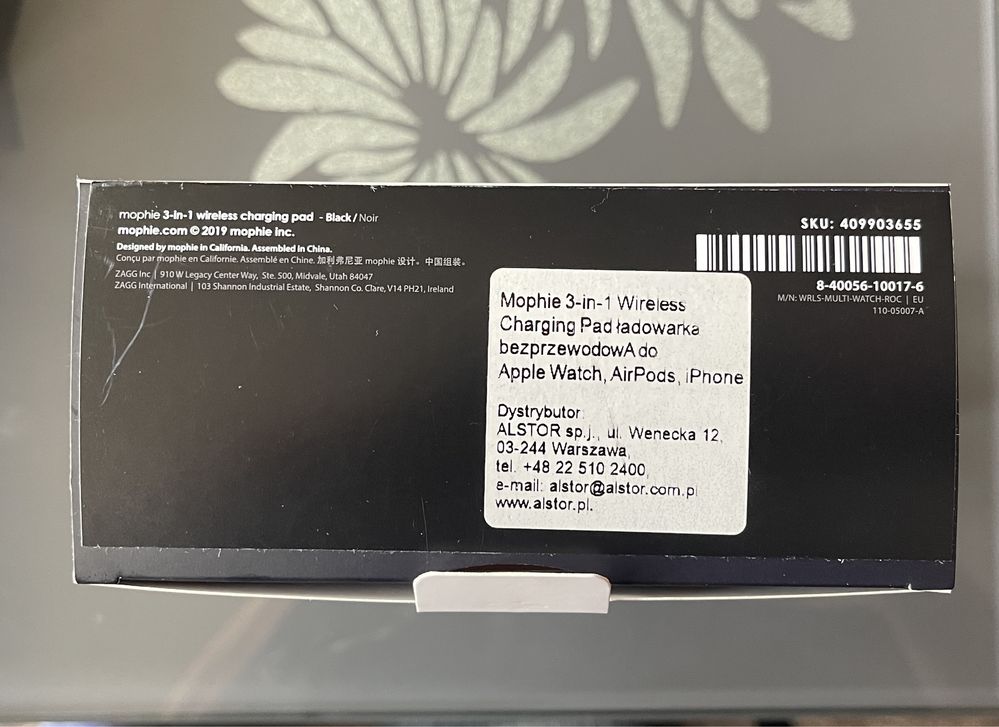 mophie 3-in-1 wireless charging pad - Black / Noir
mophie.com © 2019 mophie inc.
Designed by mophie in California. Assembled in China.
Conçu par mophie en Californie. Assemblé en Chine. 加利弗尼亚 mophie 设计。中国组装。
ZAGG Inc | 910 W Legacy Center Way, Ste. 500, Midvale, Utah 84047
ZAGG International | 103 Shannon Industrial Estate, Shannon Co. Clare, V14 PH21, Ireland
SKU: 409903655
8-40056-10017-6
M/N: WRLS-MULTI-WATCH-ROC | EU
110-05007-A
Mophie 3-in-1 Wireless
Charging Pad ładowarka
bezprzewodowA do
Apple Watch, AirPods, iPhone
Dystrybutor:
ALSTOR sp.j., ul. Wenecka 12,
03-244 Warszawa,
tel. +48 22 510 2400,
e-mail: alstor@alstor.com.pl
www.alstor.pl.